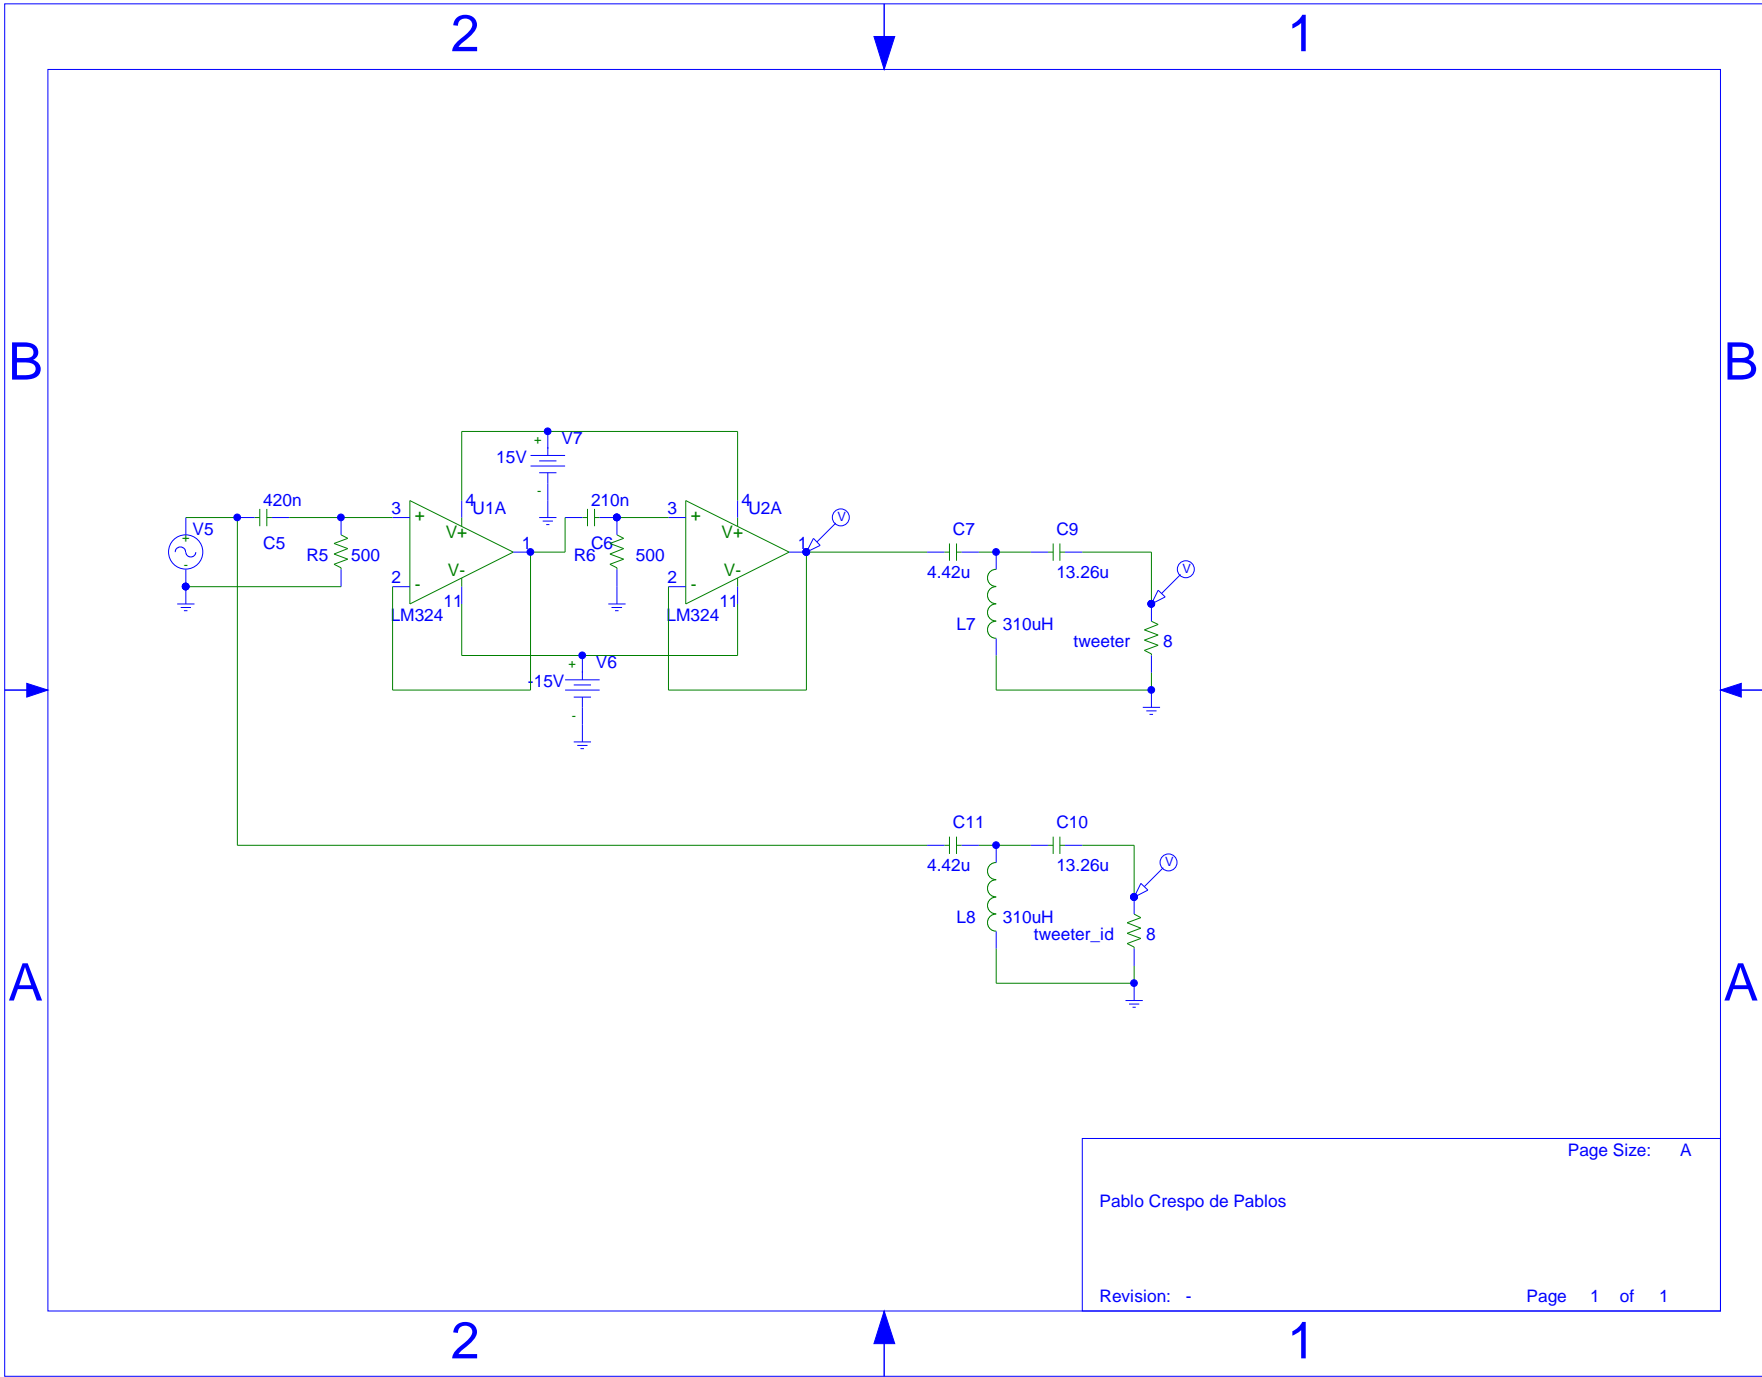 2 1
B B
V7
+
15V
-
420n 4 U1A 210n 4 U2A
3 + 3 + V
V5 V+ V+ C7 C9
+ C5 1 C6 1
- R5 500 R6 500
2 - V- 2 - V- 4.42u 13.26u V
11 11
LM324 LM324 L7 310uH
tweeter 8
V6
+
-15V
-
C11 C10
4.42u 13.26u V
L8 310uH
tweeter_id 8
A A
Page Size: A
Pablo Crespo de Pablos
Revision: - Page 1 of 1
2 1